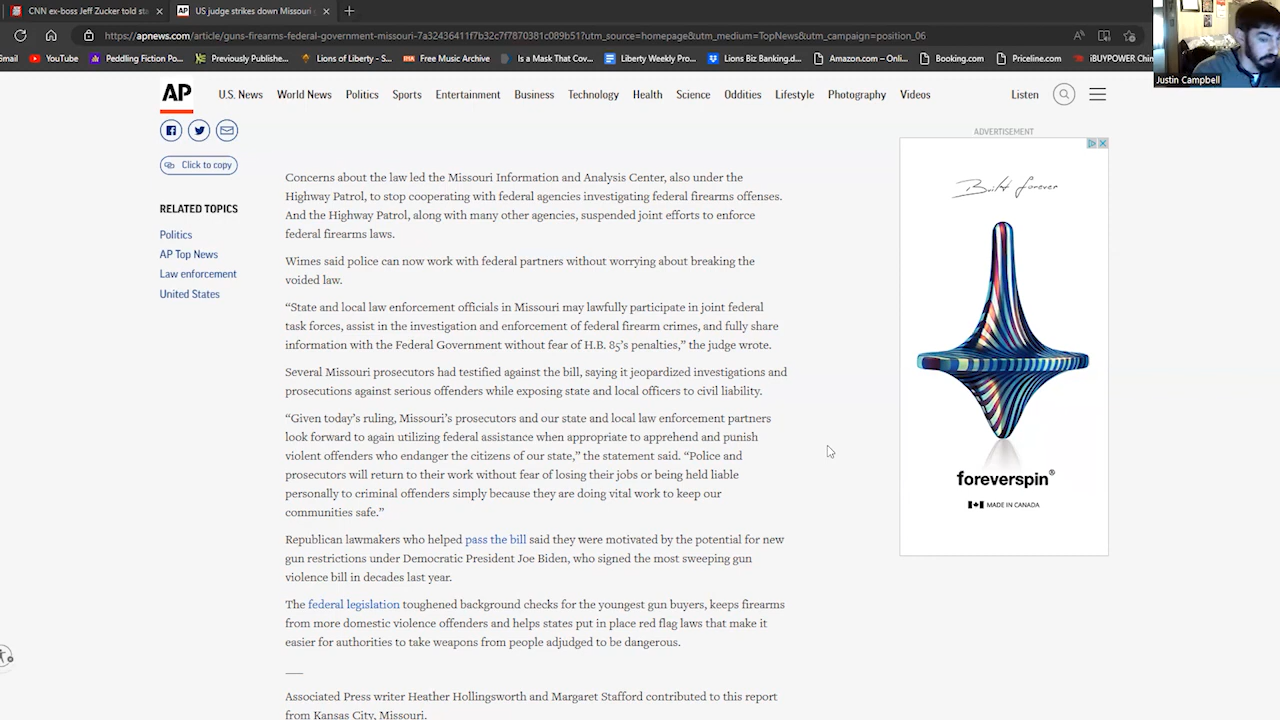 CNN ex-boss Jeff Zucker told sta
US judge strikes down Missouri
https://apnews.com/article/guns-firearms-federal-government-missouri-7a32436411f7b32c7f7870381c089b51?utm_source=homepage&utm_medium=TopNews&utm_campaign=position_06
Gmail
YouTube
Peddling Fiction Po...
Previously Publishe...
Lions of Liberty - S...
Free Music Archive
Is a Mask That Cov...
Liberty Weekly Pro...
Lions Biz Banking.d...
Amazon.com – Onli...
Booking.com
Priceline.com
iBUYPOWER Chim
Justin Campbell
AP
U.S. News
World News
Politics
Sports
Entertainment
Business
Technology
Health
Science
Oddities
Lifestyle
Photography
Videos
Listen
Click to copy
RELATED TOPICS
Politics
AP Top News
Law enforcement
United States
Concerns about the law led the Missouri Information and Analysis Center, also under the
Highway Patrol, to stop cooperating with federal agencies investigating federal firearms offenses.
And the Highway Patrol, along with many other agencies, suspended joint efforts to enforce
federal firearms laws.
Wimes said police can now work with federal partners without worrying about breaking the
voided law.
“State and local law enforcement officials in Missouri may lawfully participate in joint federal
task forces, assist in the investigation and enforcement of federal firearm crimes, and fully share
information with the Federal Government without fear of H.B. 85’s penalties,” the judge wrote.
Several Missouri prosecutors had testified against the bill, saying it jeopardized investigations and
prosecutions against serious offenders while exposing state and local officers to civil liability.
“Given today’s ruling, Missouri’s prosecutors and our state and local law enforcement partners
look forward to again utilizing federal assistance when appropriate to apprehend and punish
violent offenders who endanger the citizens of our state,” the statement said. “Police and
prosecutors will return to their work without fear of losing their jobs or being held liable
personally to criminal offenders simply because they are doing vital work to keep our
communities safe.”
Republican lawmakers who helped pass the bill said they were motivated by the potential for new
gun restrictions under Democratic President Joe Biden, who signed the most sweeping gun
violence bill in decades last year.
The federal legislation toughened background checks for the youngest gun buyers, keeps firearms
from more domestic violence offenders and helps states put in place red flag laws that make it
easier for authorities to take weapons from people adjudged to be dangerous.
Associated Press writer Heather Hollingsworth and Margaret Stafford contributed to this report
from Kansas City, Missouri.
ADVERTISEMENT
Built forever
foreverspin®
MADE IN CANADA